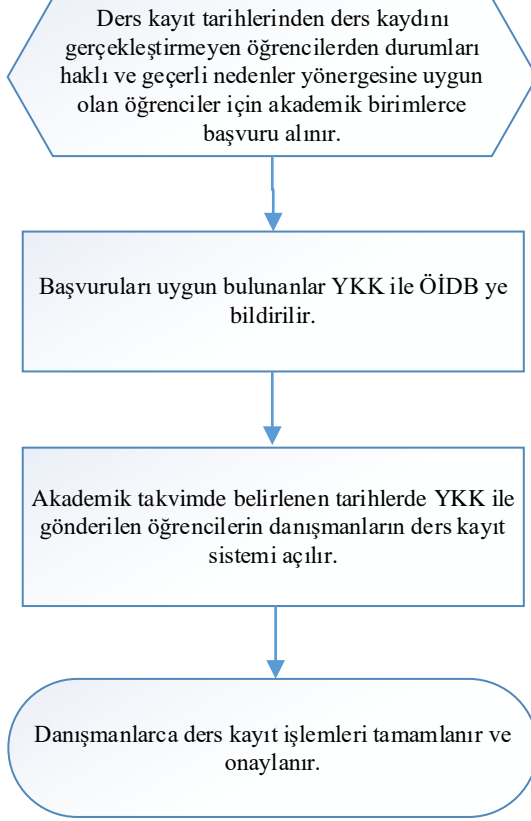 Ders kayıt tarihlerinden ders kaydını
gerçekleştirmeyen öğrencilerden durumları
haklı ve geçerli nedenler yönergesine uygun
olan öğrenciler için akademik birimlerce
başvuru alınır.
Başvuruları uygun bulunanlar YKK ile ÖİDB ye
bildirilir.
Akademik takvimde belirlenen tarihlerde YKK ile
gönderilen öğrencilerin danışmanların ders kayıt
sistemi açılır.
Danışmanlarca ders kayıt işlemleri tamamlanır ve
onaylanır.